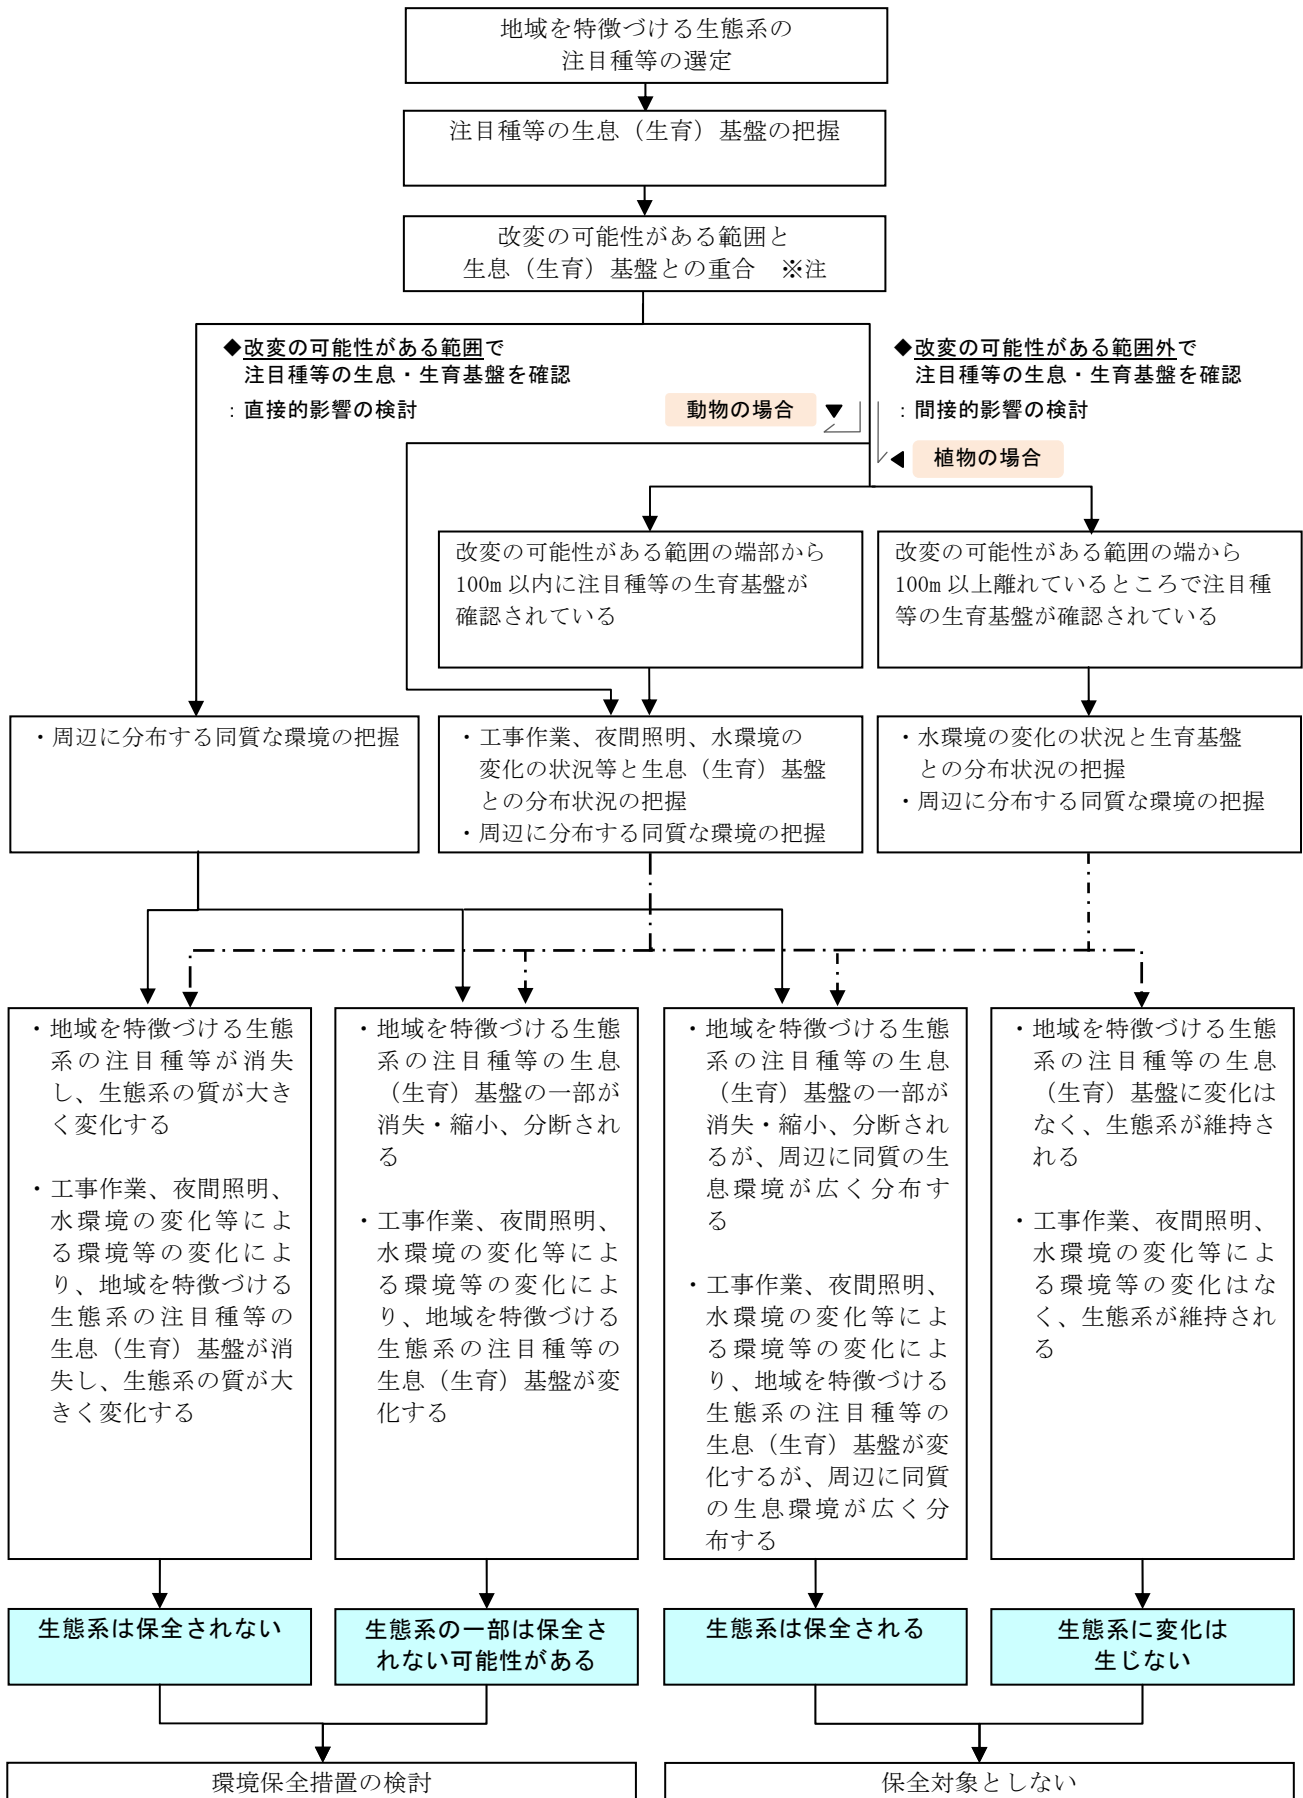 地域を特徴づける生態系の
注目種等の選定
注目種等の生息（生育）基盤の把握
改変の可能性がある範囲と
生息（生育）基盤との重合　※注
◆改変の可能性がある範囲で
注目種等の生息・生育基盤を確認
：直接的影響の検討
動物の場合
◆改変の可能性がある範囲外で
注目種等の生息・生育基盤を確認
：間接的影響の検討
植物の場合
改変の可能性がある範囲の端部から
100m 以内に注目種等の生育基盤が
確認されている
改変の可能性がある範囲の端から
100m 以上離れているところで注目種
等の生育基盤が確認されている
・周辺に分布する同質な環境の把握
・工事作業、夜間照明、水環境の
変化の状況等と生息（生育）基盤
との分布状況の把握
・周辺に分布する同質な環境の把握
・水環境の変化の状況と生育基盤
との分布状況の把握
・周辺に分布する同質な環境の把握
・地域を特徴づける生態
系の注目種等が消失
し、生態系の質が大き
く変化する
・工事作業、夜間照明、
水環境の変化等によ
る環境等の変化によ
り、地域を特徴づける
生態系の注目種等の
生息（生育）基盤が消
失し、生態系の質が大
きく変化する
・地域を特徴づける生態
系の注目種等の生息
（生育）基盤の一部が
消失・縮小、分断され
る
・工事作業、夜間照明、
水環境の変化等によ
る環境等の変化によ
り、地域を特徴づける
生態系の注目種等の
生息（生育）基盤が変
化する
・地域を特徴づける生態
系の注目種等の生息
（生育）基盤の一部が
消失・縮小、分断され
るが、周辺に同質の生
息環境が広く分布す
る
・工事作業、夜間照明、
水環境の変化等によ
る環境等の変化によ
り、地域を特徴づける
生態系の注目種等の
生息（生育）基盤が変
化するが、周辺に同質
の生息環境が広く分
布する
・地域を特徴づける生態
系の注目種等の生息
（生育）基盤に変化は
なく、生態系が維持さ
れる
・工事作業、夜間照明、
水環境の変化等によ
る環境等の変化はな
く、生態系が維持され
る
生態系は保全されない
生態系の一部は保全さ
れない可能性がある
生態系は保全される
生態系に変化は
生じない
環境保全措置の検討
保全対象としない